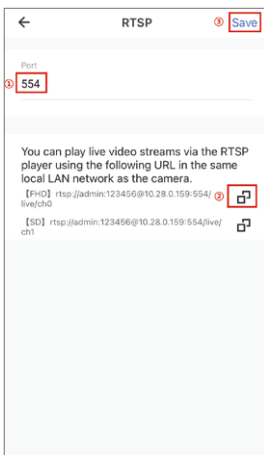 ← RTSP ③ Save
Port
① 554
You can play live video streams via the RTSP
player using the following URL in the same
local LAN network as the camera.
【FHD】rtsp://admin:123456@10.28.0.159:554/ ②
live/ch0
【SD】rtsp://admin:123456@10.28.0.159:554/live/
ch1